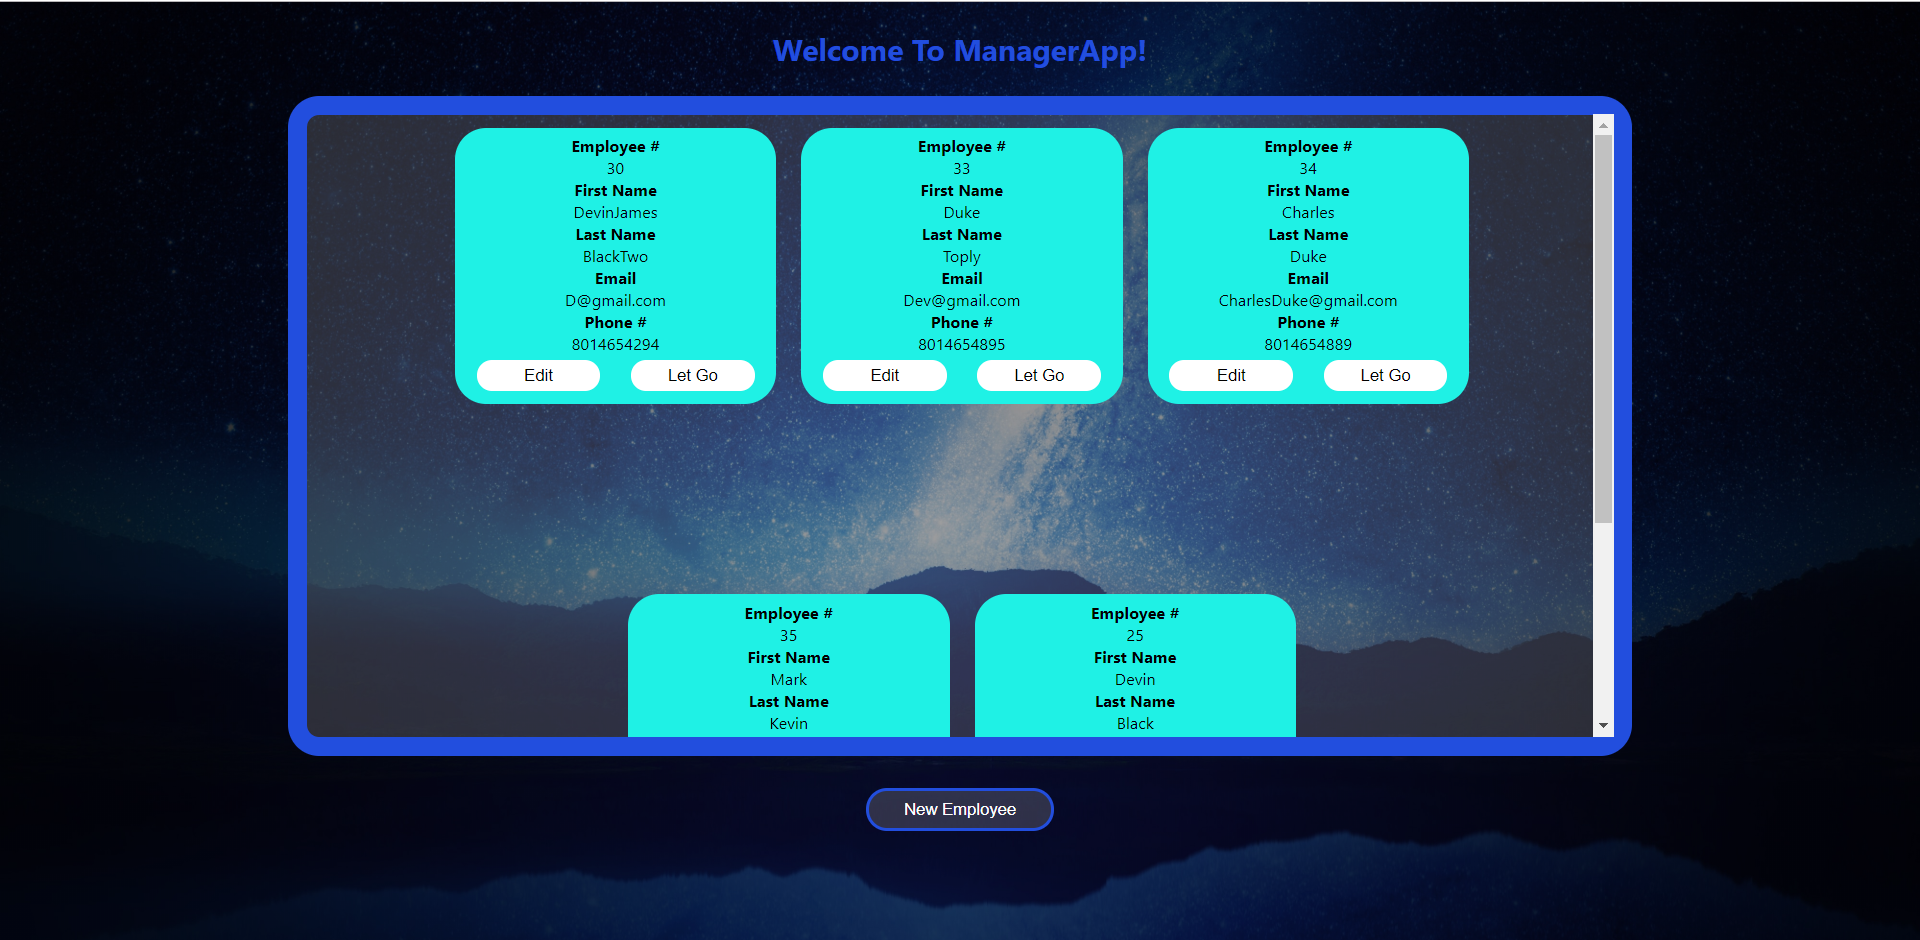 Welcome To ManagerApp!
Employee #
30
First Name
DevinJames
Last Name
BlackTwo
Email
D@gmail.com
Phone #
8014654294
Edit
Let Go
Employee #
33
First Name
Duke
Last Name
Toply
Email
Dev@gmail.com
Phone #
8014654895
Edit
Let Go
Employee #
34
First Name
Charles
Last Name
Duke
Email
CharlesDuke@gmail.com
Phone #
8014654889
Edit
Let Go
Employee #
35
First Name
Mark
Last Name
Kevin
Employee #
25
First Name
Devin
Last Name
Black
New Employee